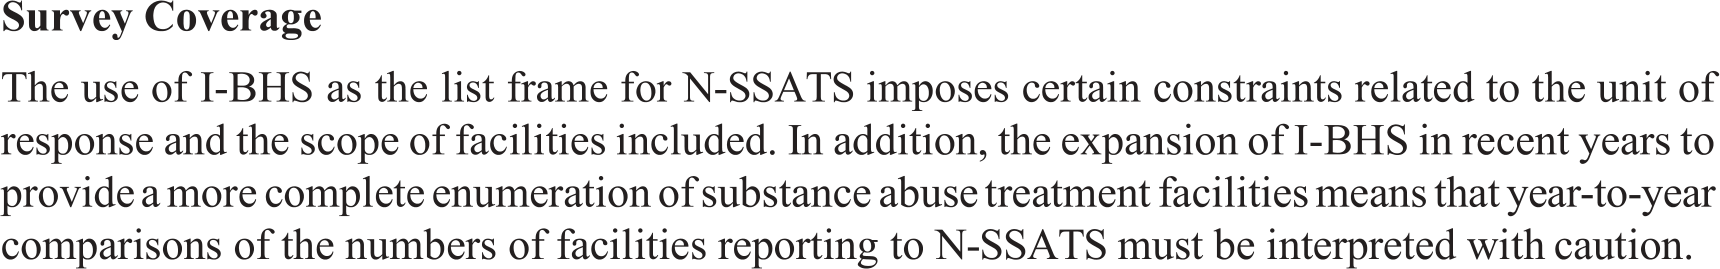 Survey Coverage
The use of I-BHS as the list frame for N-SSATS imposes certain constraints related to the unit of
response and the scope of facilities included. In addition, the expansion of I-BHS in recent years to
provide a more complete enumeration of substance abuse treatment facilities means that year-to-year
comparisons of the numbers of facilities reporting to N-SSATS must be interpreted with caution.